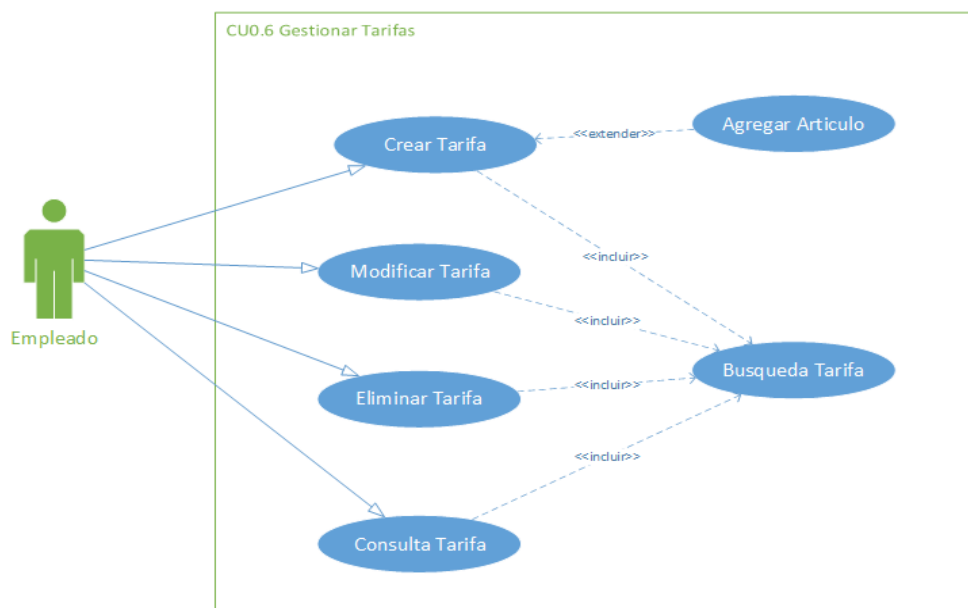 CU0.6 Gestionar Tarifas
Agregar Articulo
<<extender>>
Crear Tarifa
<<incluir>>
Modificar Tarifa
<<incluir>>
Empleado
Busqueda Tarifa
<<incluir>>
Eliminar Tarifa
<<incluir>>
Consulta Tarifa